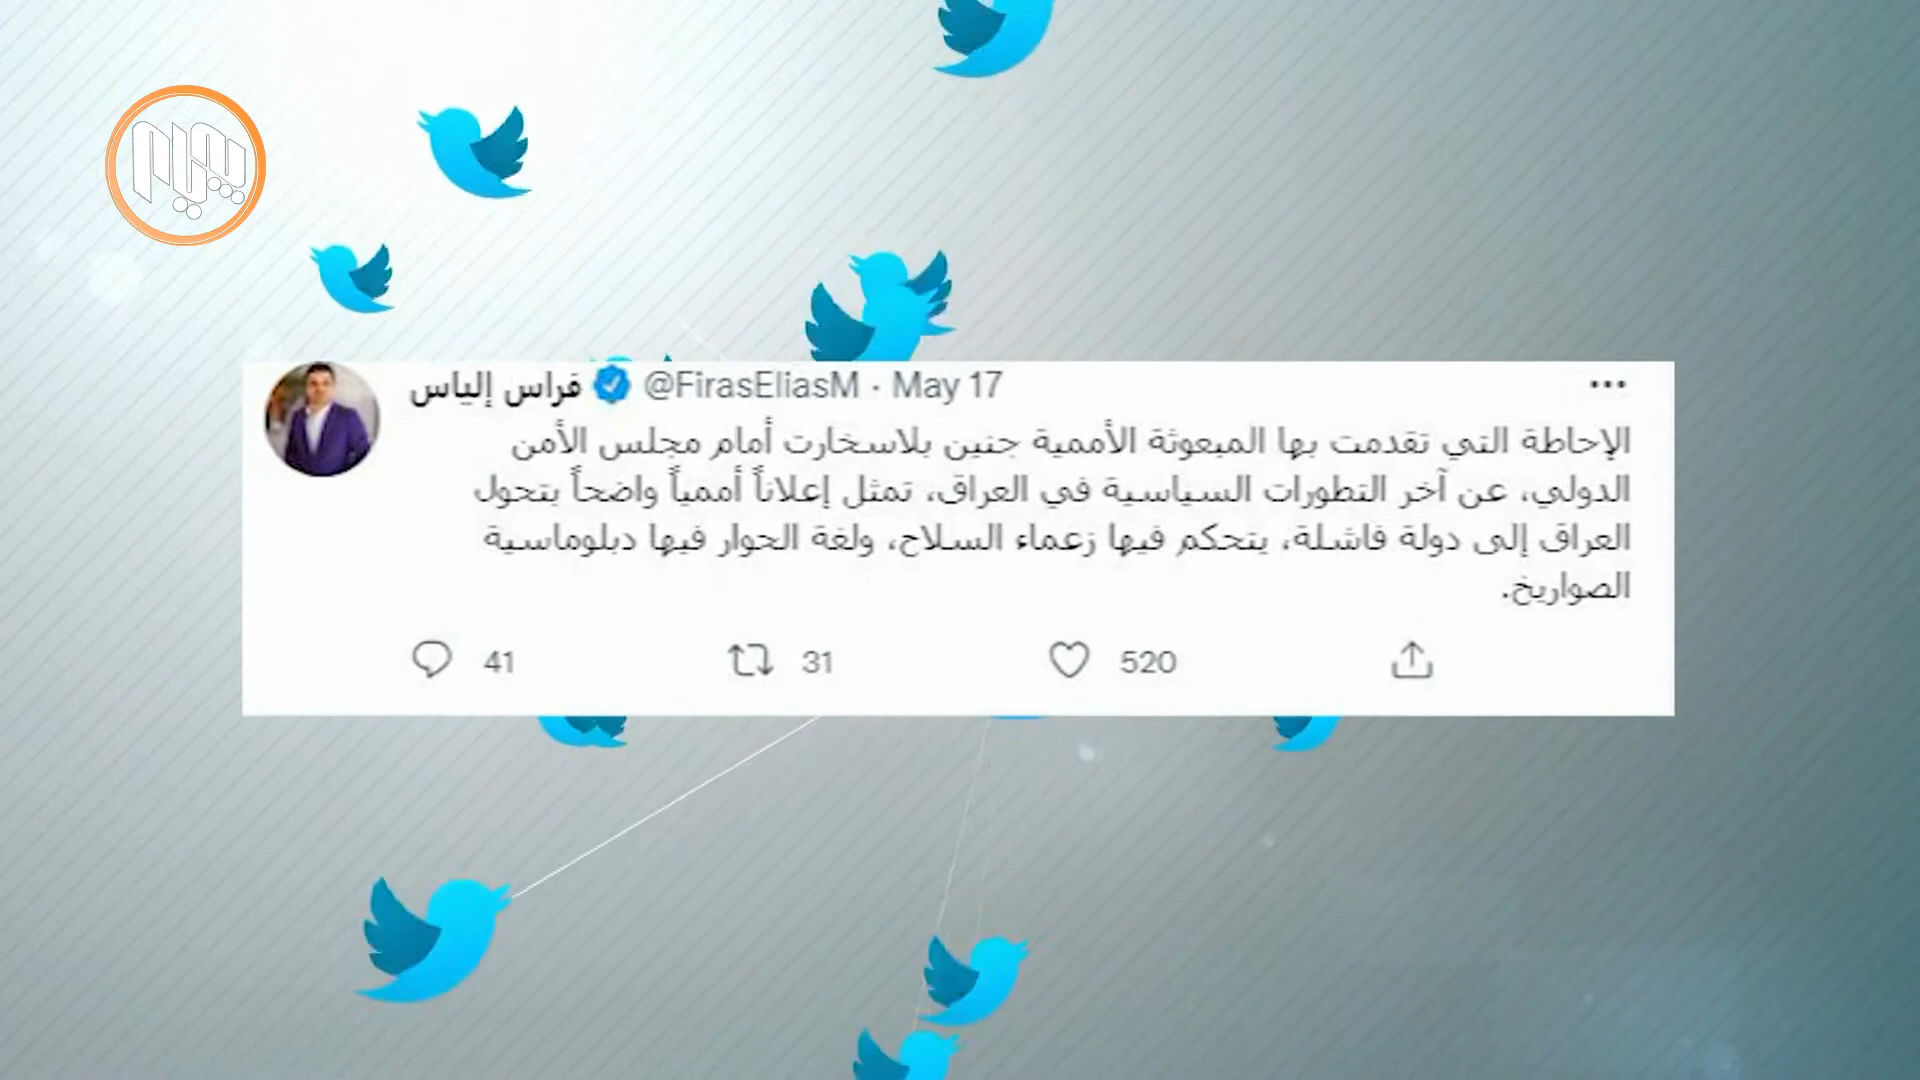 فراس إلياس @FirasEliasM · May 17
الإحاطة التي تقدمت بها المبعوثة الأممية جنين بلاسخارت أمام مجلس الأمن
الدولي، عن آخر التطورات السياسية في العراق، تمثل إعلاناً أممياً واضحاً بتحول
العراق إلى دولة فاشلة، يتحكم فيها زعماء السلاح، ولغة الحوار فيها دبلوماسية
الصواريخ.
41 31 520